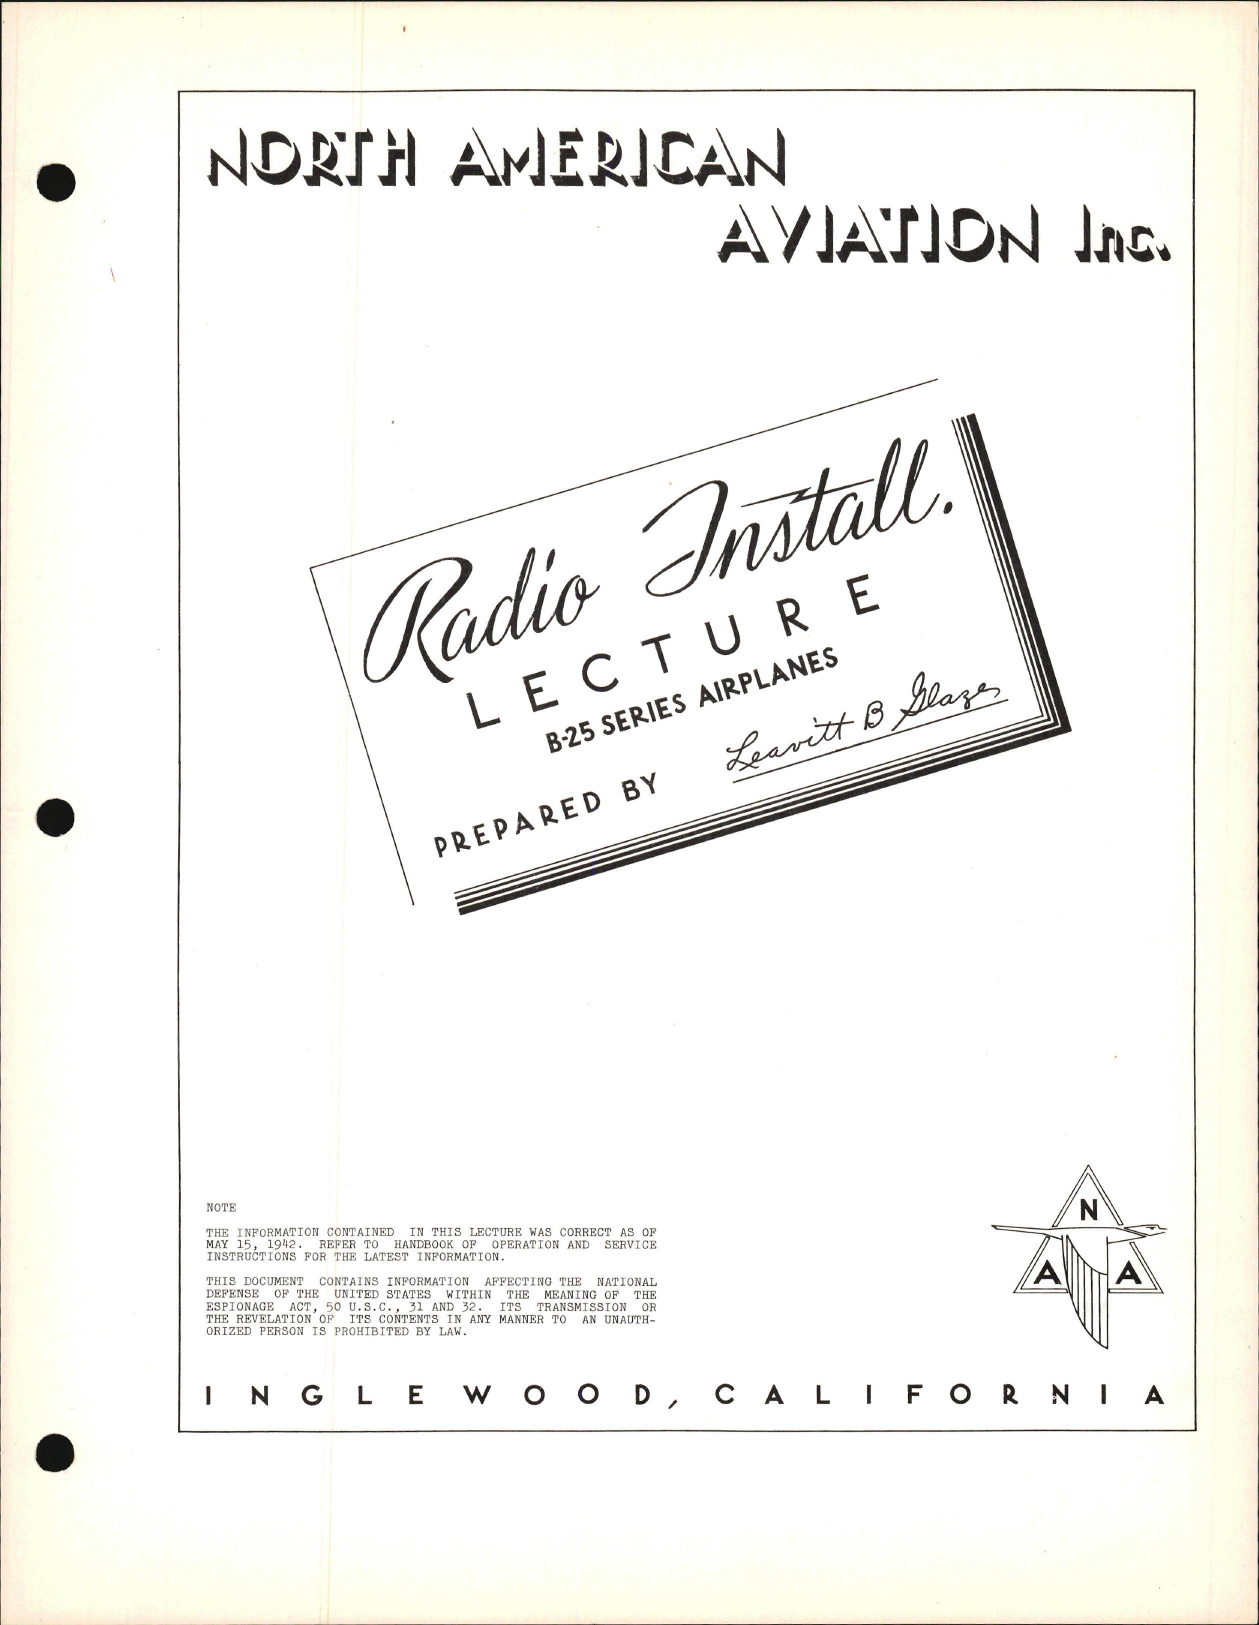 NORTH AMERICAN
AVIATION Inc.
Radio Install.
LECTURE
B-25 SERIES AIRPLANES
PREPARED BY Leavitt B Glazer
NOTE
THE INFORMATION CONTAINED IN THIS LECTURE WAS CORRECT AS OF
MAY 15, 1942. REFER TO HANDBOOK OF OPERATION AND SERVICE
INSTRUCTIONS FOR THE LATEST INFORMATION.
THIS DOCUMENT CONTAINS INFORMATION AFFECTING THE NATIONAL
DEFENSE OF THE UNITED STATES WITHIN THE MEANING OF THE
ESPIONAGE ACT, 50 U.S.C., 31 AND 32. ITS TRANSMISSION OR
THE REVELATION OF ITS CONTENTS IN ANY MANNER TO AN UNAUTH-
ORIZED PERSON IS PROHIBITED BY LAW.
N
A A
INGLEWOOD, CALIFORNIA